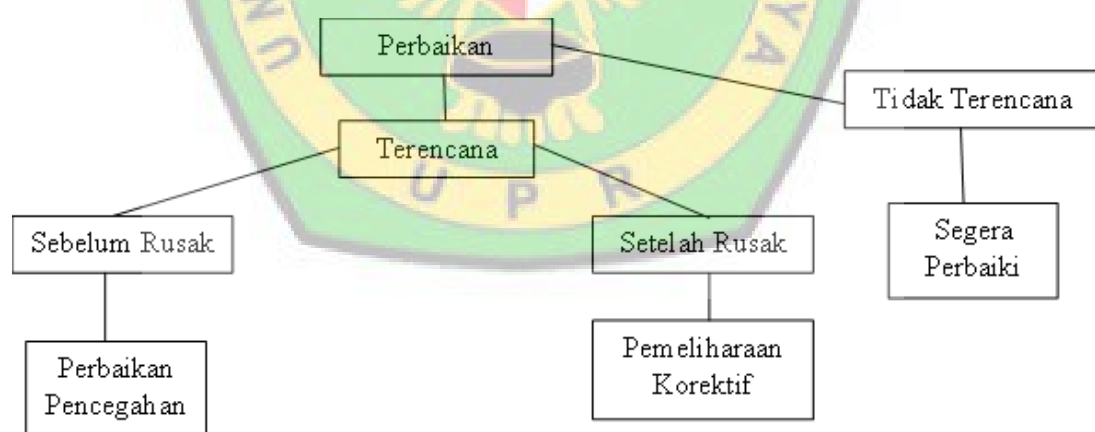 Perbaikan
Tidak Terencana
Terencana
U P R
Sebelum Rusak
Setelah Rusak
Segera
Perbaiki
Perbaikan
Pencegahan
Pemeliharaan
Korektif